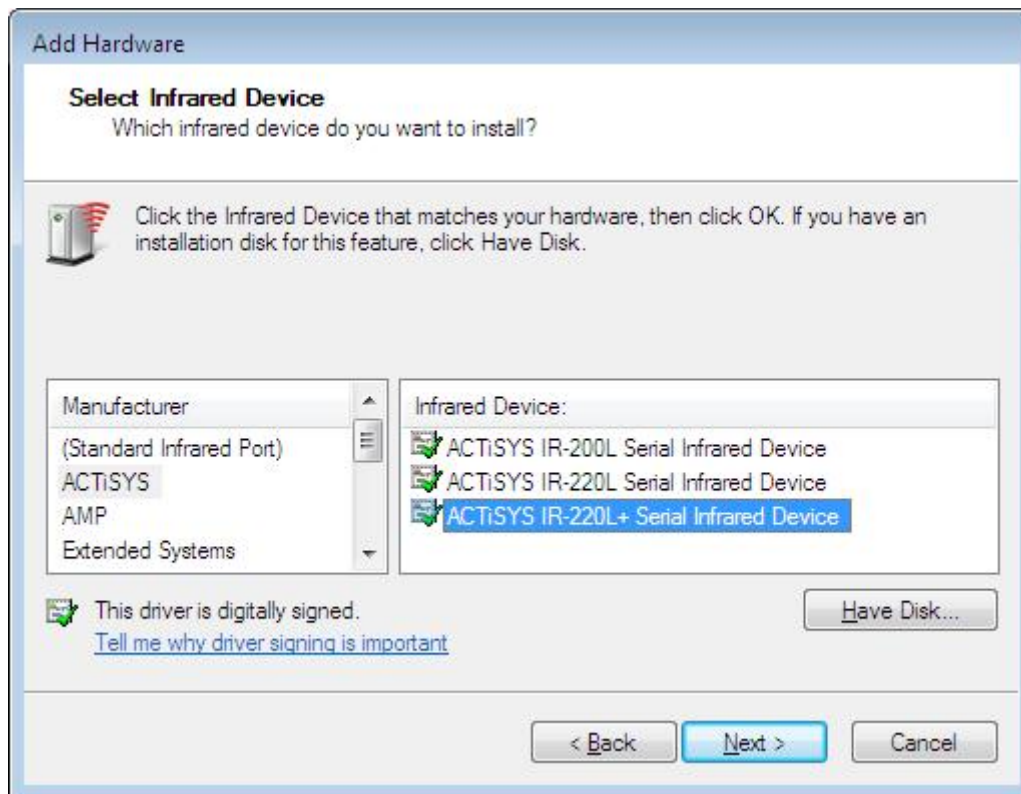 Add Hardware
Select Infrared Device
Which infrared device do you want to install?
Click the Infrared Device that matches your hardware, then click OK. If you have an
installation disk for this feature, click Have Disk.
Manufacturer
(Standard Infrared Port)
ACTiSYS
AMP
Extended Systems
Infrared Device:
ACTiSYS IR-200L Serial Infrared Device
ACTiSYS IR-220L Serial Infrared Device
ACTiSYS IR-220L+ Serial Infrared Device
This driver is digitally signed.
Tell me why driver signing is important
Have Disk...
< Back
Next >
Cancel